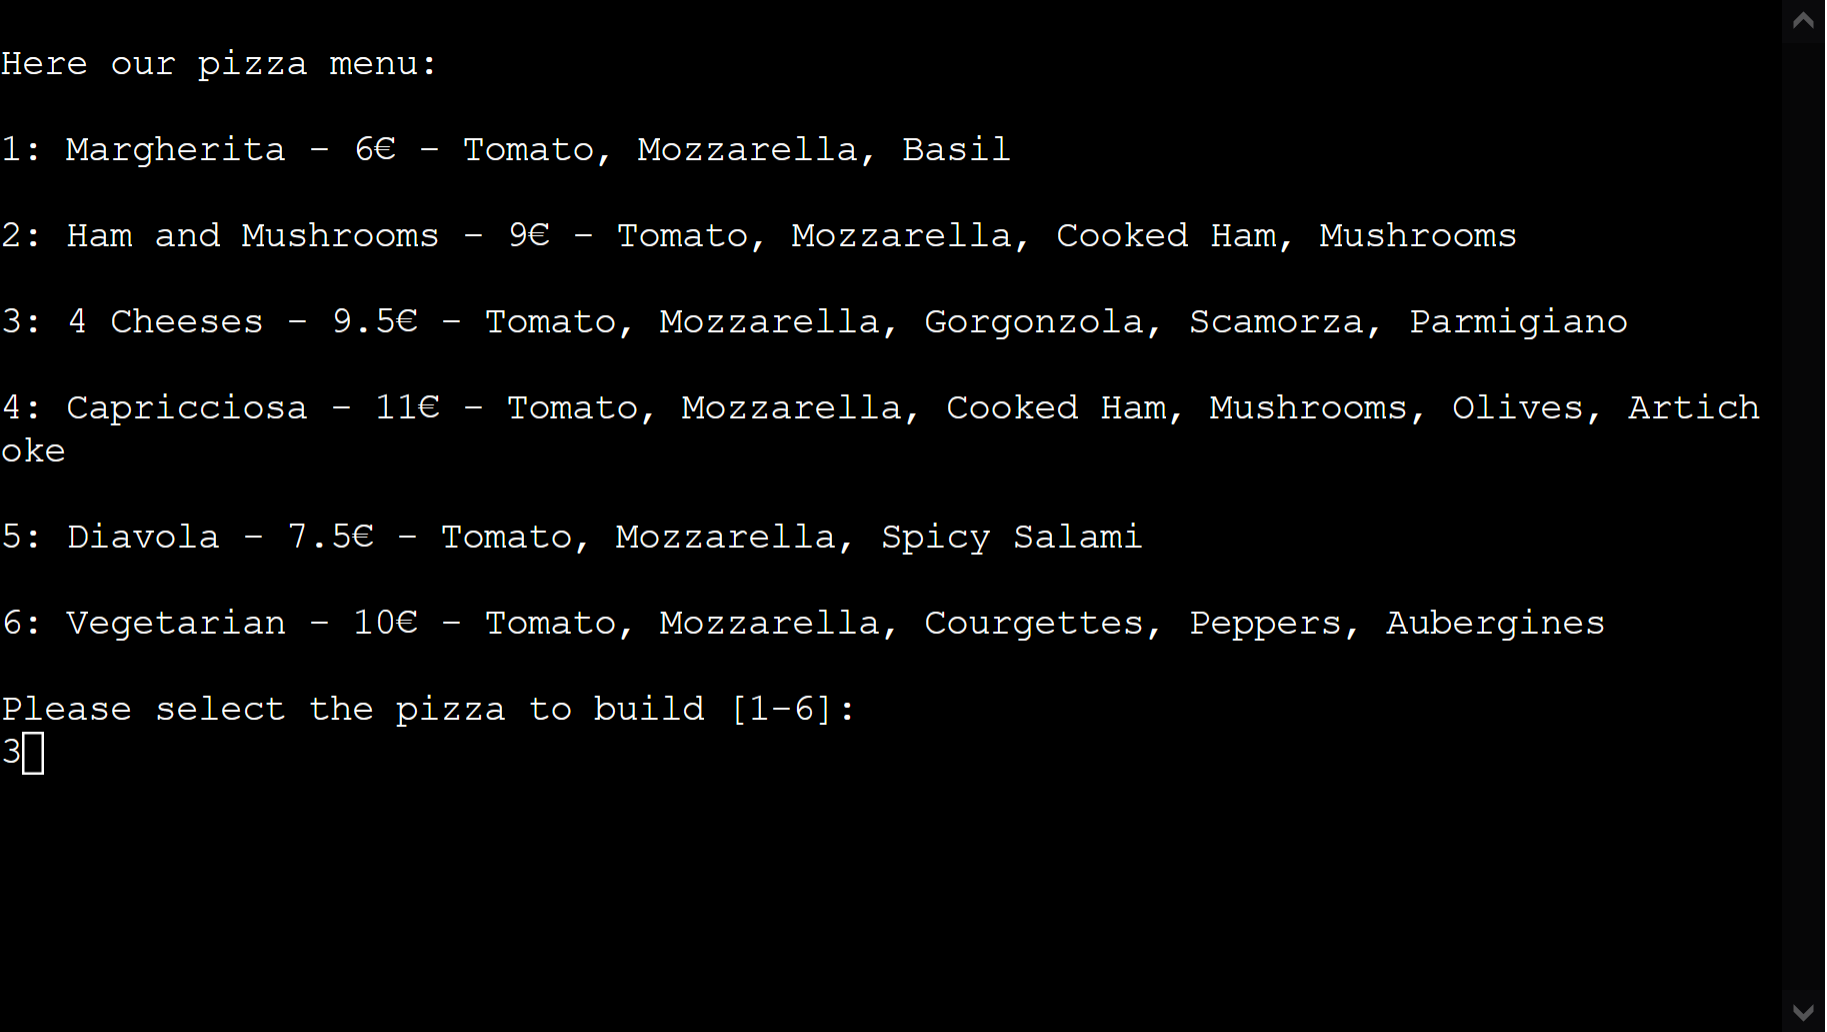 Here our pizza menu:
1: Margherita - 6€ - Tomato, Mozzarella, Basil
2: Ham and Mushrooms - 9€ - Tomato, Mozzarella, Cooked Ham, Mushrooms
3: 4 Cheeses - 9.5€ - Tomato, Mozzarella, Gorgonzola, Scamorza, Parmigiano
4: Capricciosa - 11€ - Tomato, Mozzarella, Cooked Ham, Mushrooms, Olives, Artich
oke
5: Diavola - 7.5€ - Tomato, Mozzarella, Spicy Salami
6: Vegetarian - 10€ - Tomato, Mozzarella, Courgettes, Peppers, Aubergines
Please select the pizza to build [1-6]:
3